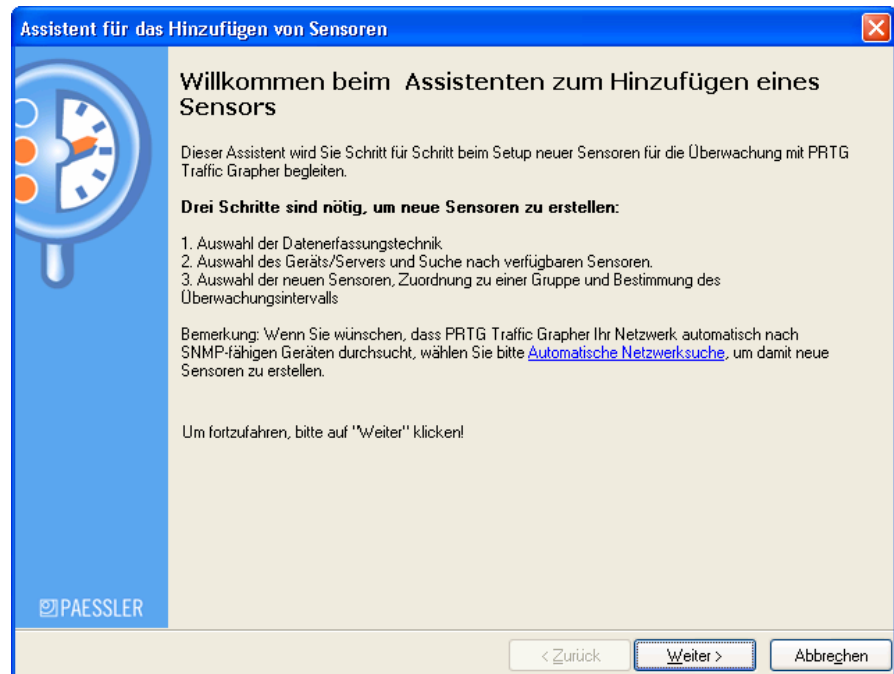 Assistent für das Hinzufügen von Sensoren
Willkommen beim Assistenten zum Hinzufügen eines
Sensors
Dieser Assistent wird Sie Schritt für Schritt beim Setup neuer Sensoren für die Überwachung mit PRTG
Traffic Grapher begleiten.
Drei Schritte sind nötig, um neue Sensoren zu erstellen:
1. Auswahl der Datenerfassungstechnik
2. Auswahl des Geräts/Servers und Suche nach verfügbaren Sensoren.
3. Auswahl der neuen Sensoren, Zuordnung zu einer Gruppe und Bestimmung des
Überwachungsintervalls
Bemerkung: Wenn Sie wünschen, dass PRTG Traffic Grapher Ihr Netzwerk automatisch nach
SNMP-fähigen Geräten durchsucht, wählen Sie bitte Automatische Netzwerksuche, um damit neue
Sensoren zu erstellen.
Um fortzufahren, bitte auf "Weiter" klicken!
PAESSLER
< Zurück
Weiter >
Abbrechen